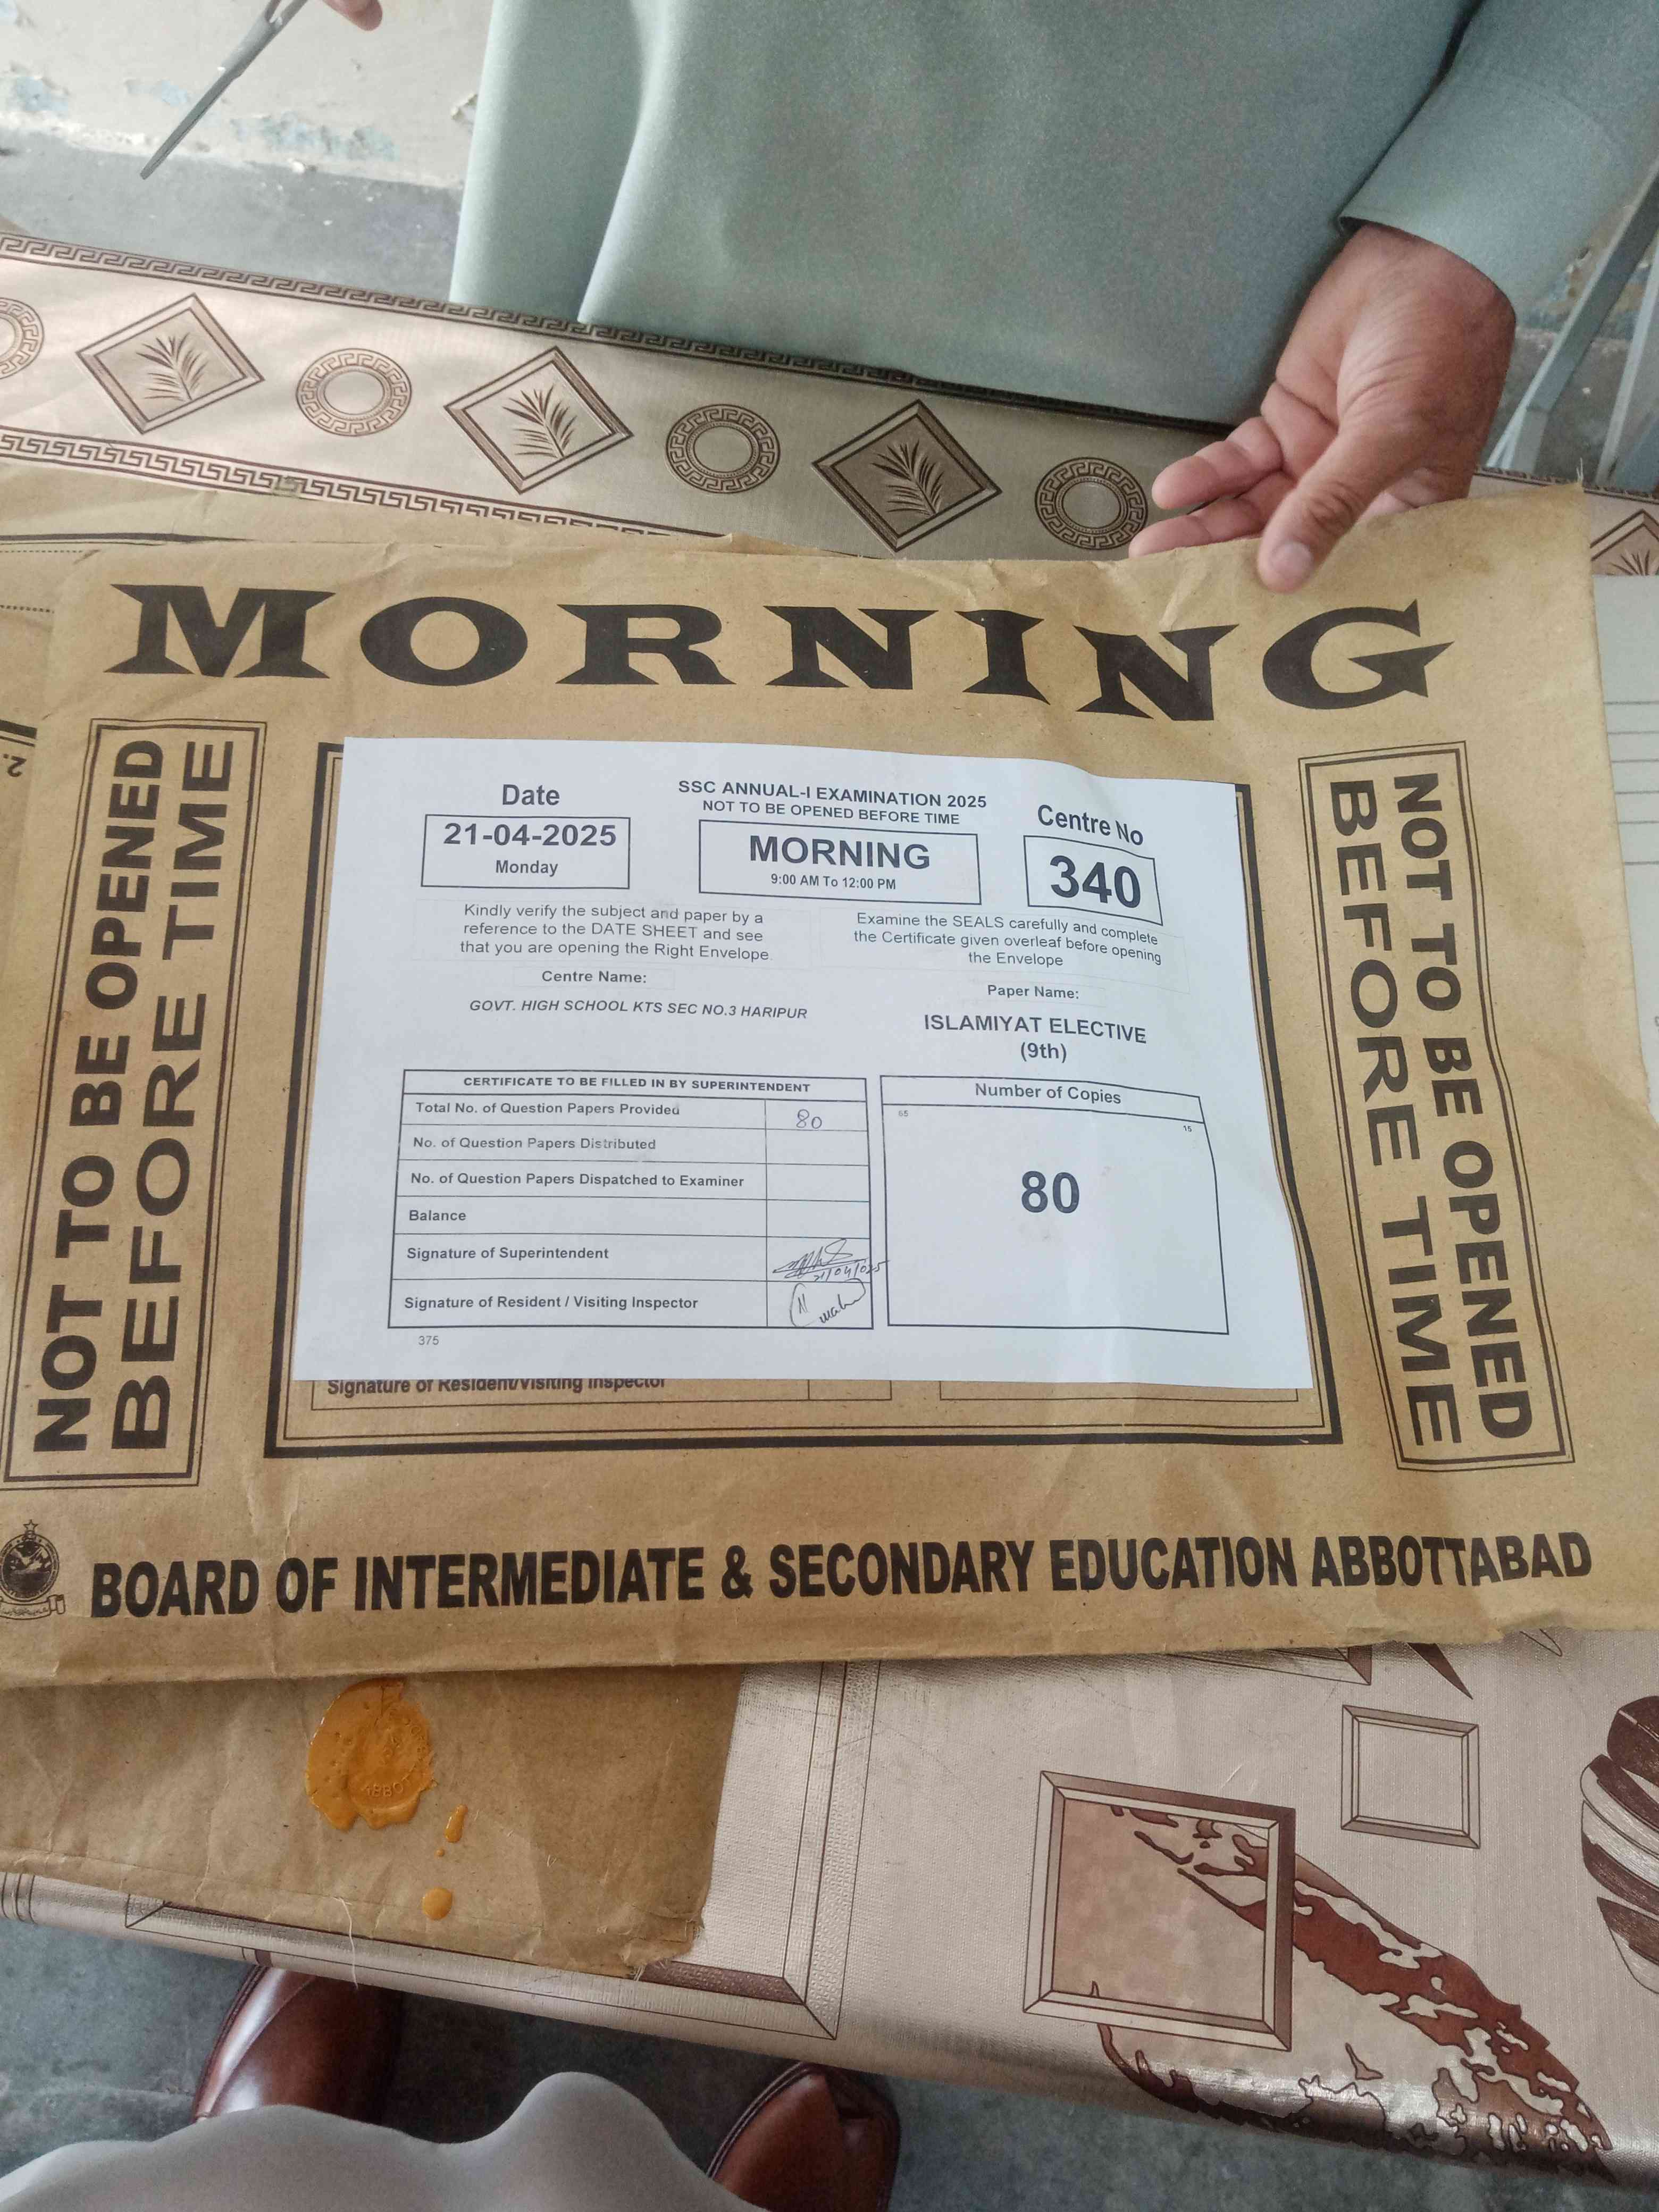 MORNING
NOT TO BE OPENED
BEFORE TIME
Date
21-04-2025
Monday
SSC ANNUAL-I EXAMINATION 2025
NOT TO BE OPENED BEFORE TIME
MORNING
9:00 AM To 12:00 PM
Centre No
340
Kindly verify the subject and paper by a
reference to the DATE SHEET and see
that you are opening the Right Envelope.
Examine the SEALS carefully and complete
the Certificate given overleaf before opening
the Envelope
Centre Name:
GOVT. HIGH SCHOOL KTS SEC NO.3 HARIPUR
Paper Name:
ISLAMIYAT ELECTIVE
(9th)
CERTIFICATE TO BE FILLED IN BY SUPERINTENDENT
Total No. of Question Papers Provided 80
No. of Question Papers Distributed
No. of Question Papers Dispatched to Examiner
Balance
Signature of Superintendent
21/04/025
Signature of Resident / Visiting Inspector
Number of Copies
65
15
80
375
Signature of Resident/Visiting Inspector
NOT TO BE OPENED
BEFORE TIME
BOARD OF INTERMEDIATE & SECONDARY EDUCATION ABBOTTABAD
2.